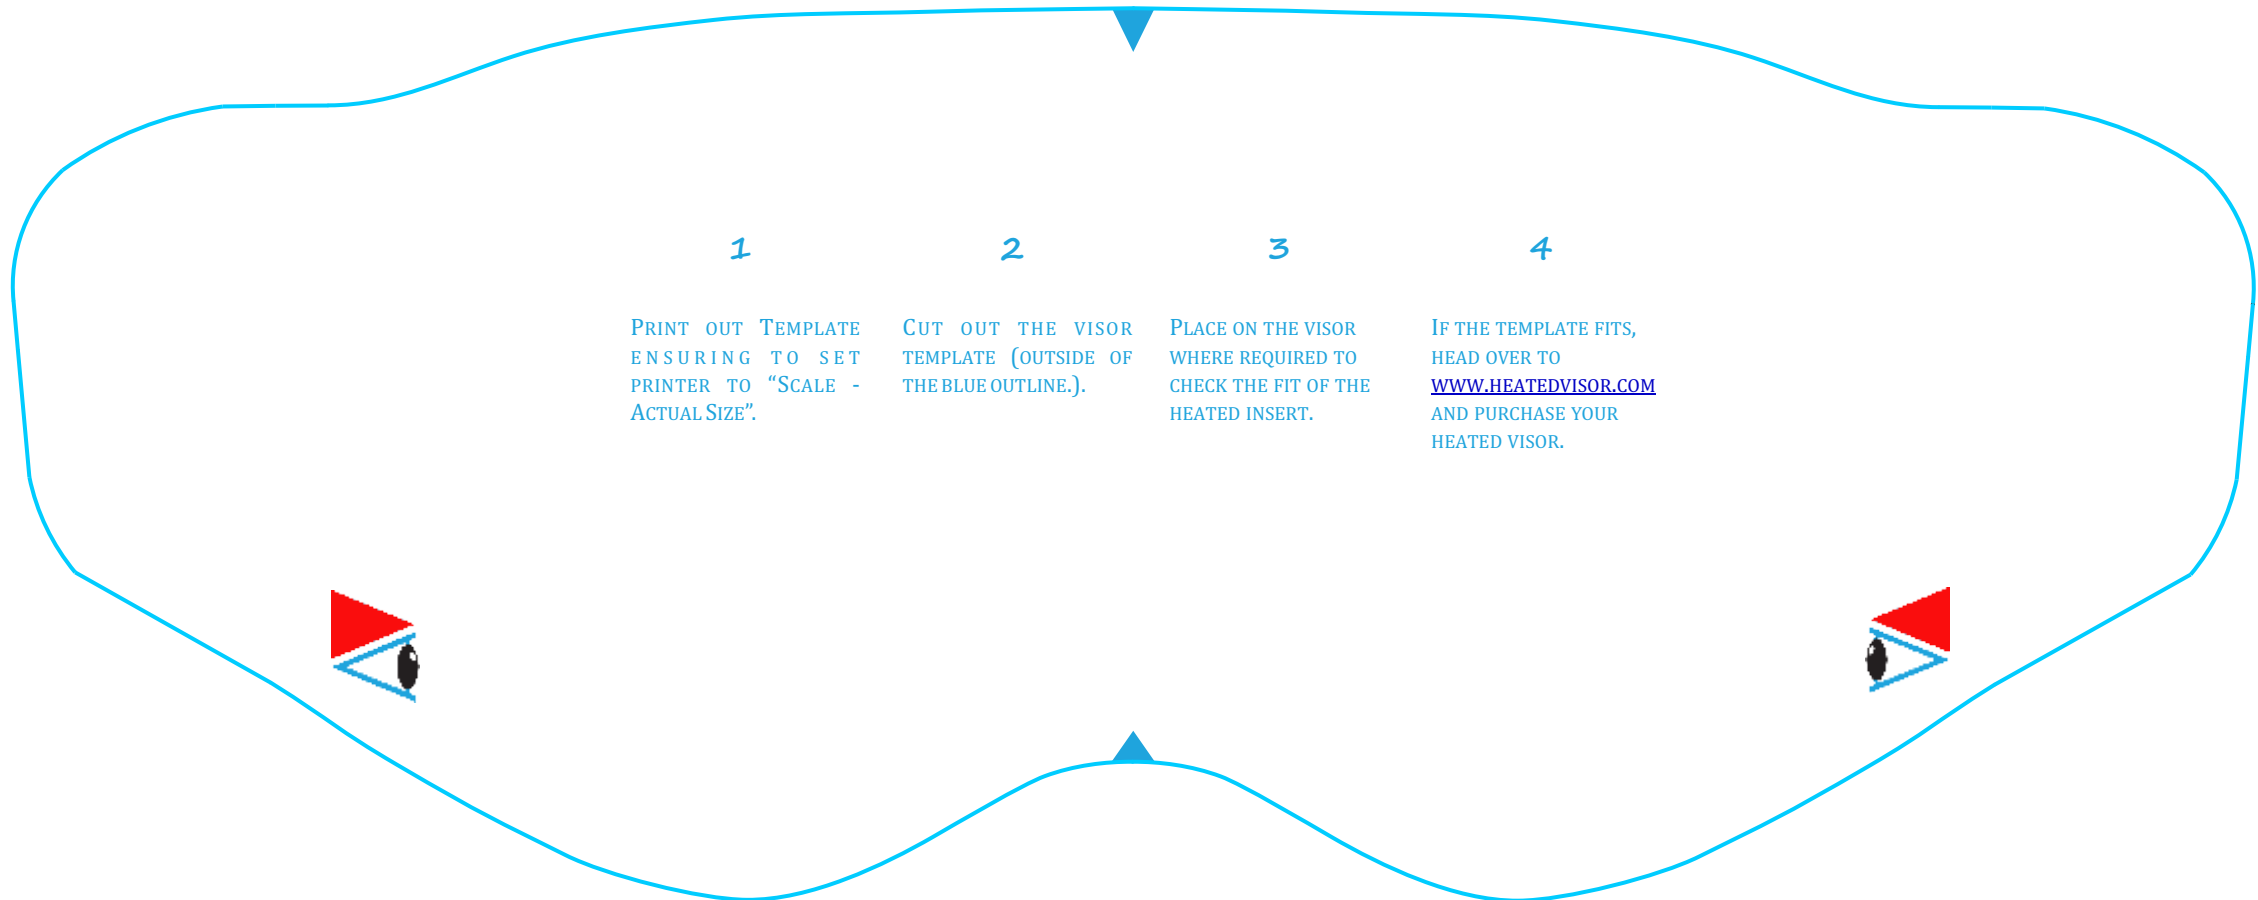 1
Print out Template
ensuring to set
printer to “Scale -
Actual Size”.
2
Cut out the visor
template (outside of
the blue outline.).
3
Place on the visor
where required to
check the fit of the
heated insert.
4
If the template fits,
head over to
www.heatedvisor.com
and purchase your
heated visor.